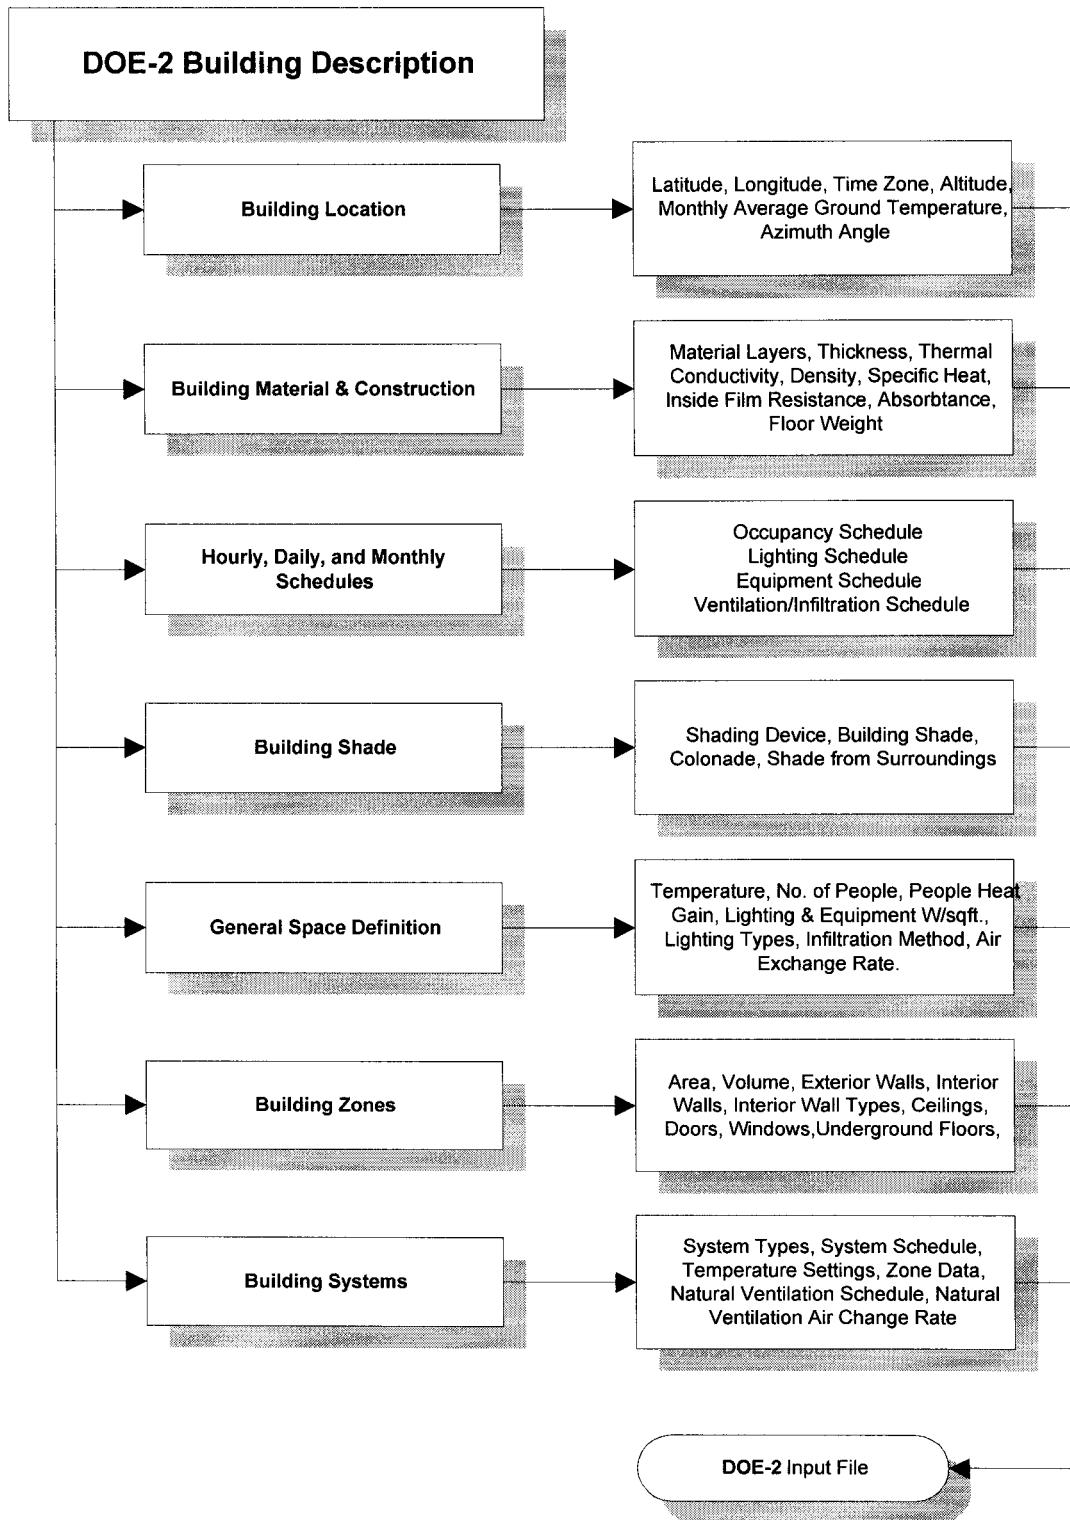 DOE-2 Building Description
Building Location
Latitude, Longitude, Time Zone, Altitude,
Monthly Average Ground Temperature,
Azimuth Angle
Building Material & Construction
Material Layers, Thickness, Thermal
Conductivity, Density, Specific Heat,
Inside Film Resistance, Absorbtance,
Floor Weight
Hourly, Daily, and Monthly
Schedules
Occupancy Schedule
Lighting Schedule
Equipment Schedule
Ventilation/Infiltration Schedule
Building Shade
Shading Device, Building Shade,
Colonade, Shade from Surroundings
General Space Definition
Temperature, No. of People, People Heat
Gain, Lighting & Equipment W/sqft.,
Lighting Types, Infiltration Method, Air
Exchange Rate.
Building Zones
Area, Volume, Exterior Walls, Interior
Walls, Interior Wall Types, Ceilings,
Doors, Windows,Underground Floors,
Building Systems
System Types, System Schedule,
Temperature Settings, Zone Data,
Natural Ventilation Schedule, Natural
Ventilation Air Change Rate
DOE-2 Input File